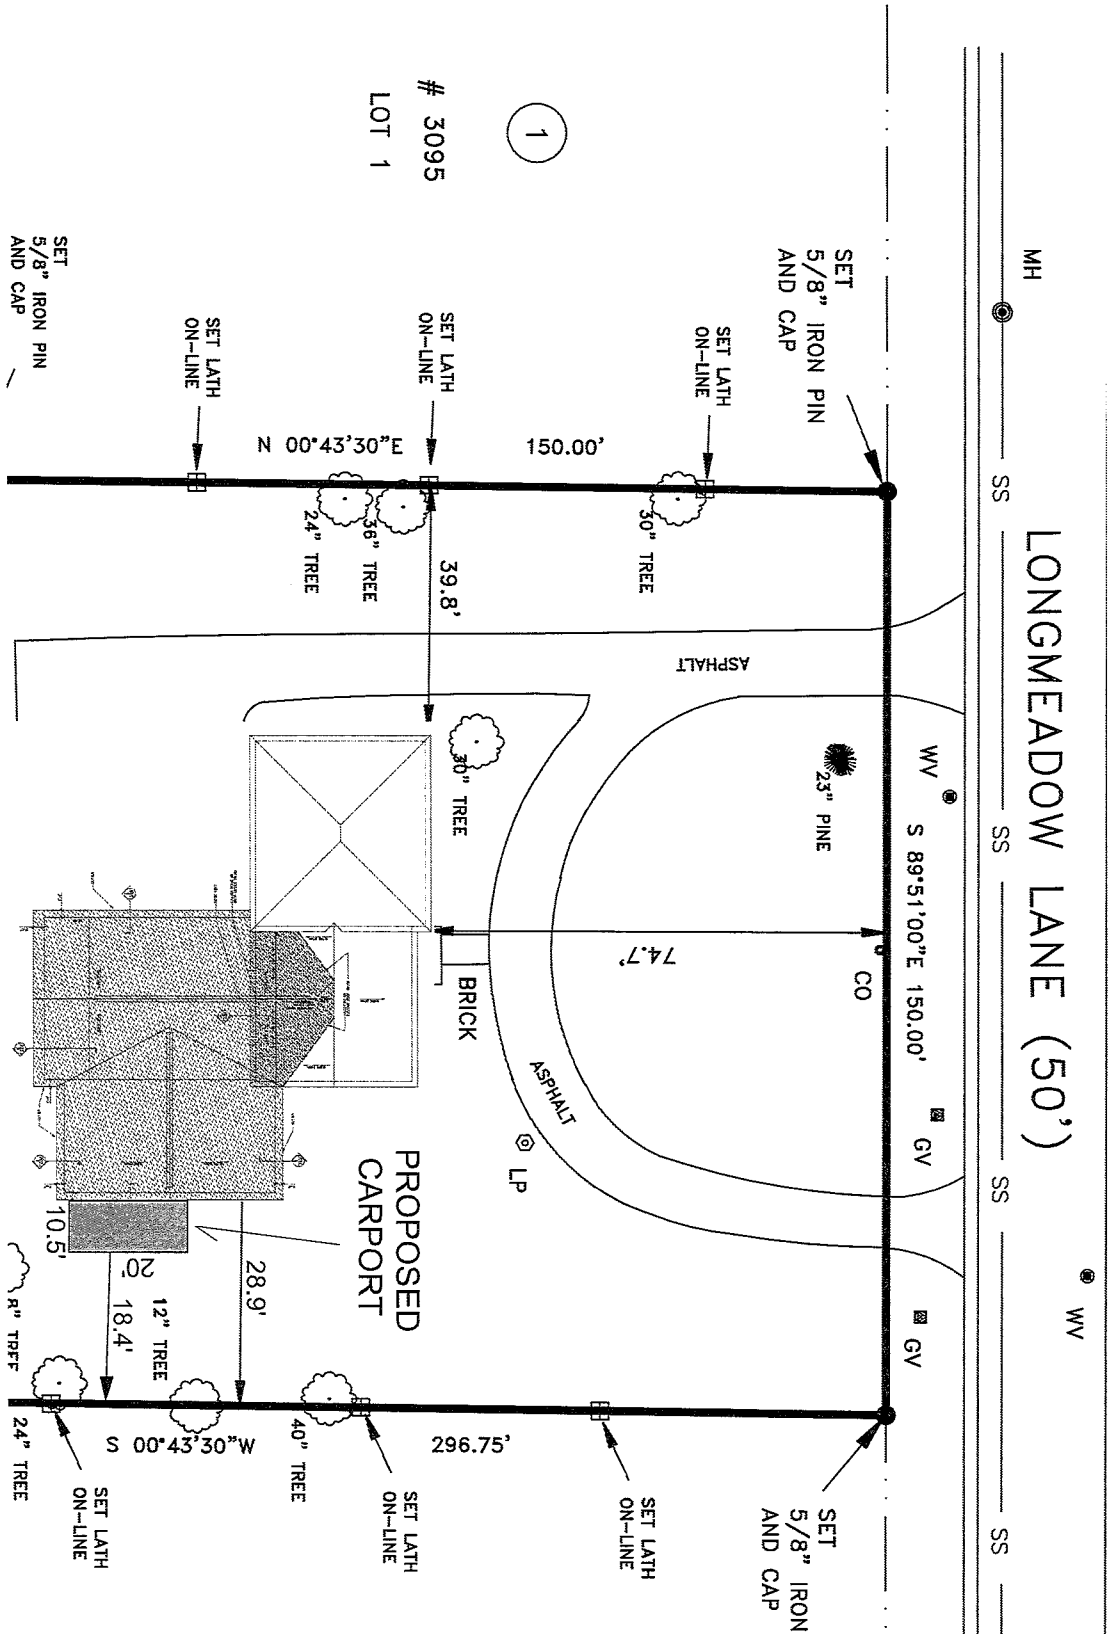 LONGMEADOW LANE (50')
MH
SS
SS
SS
SS
WV
WV
S 89°51'00"E 150.00'
GV
GV
CO
SET
5/8" IRON PIN
AND CAP
SET
5/8" IRON
AND CAP
1
# 3095
LOT 1
SET LATH
ON-LINE
150.00'
30" TREE
ASPHALT
23" PINE
74.7'
SET LATH
ON-LINE
39.8'
36" TREE
24" TREE
N 00°43'30"E
30" TREE
BRICK
ASPHALT
LP
SET LATH
ON-LINE
SET LATH
ON-LINE
296.75'
SET LATH
ON-LINE
40" TREE
PROPOSED
CARPORT
28.9'
12" TREE
18.4'
20'
10.5'
S 00°43'30"W
SET LATH
ON-LINE
24" TREE
SET
5/8" IRON PIN
AND CAP